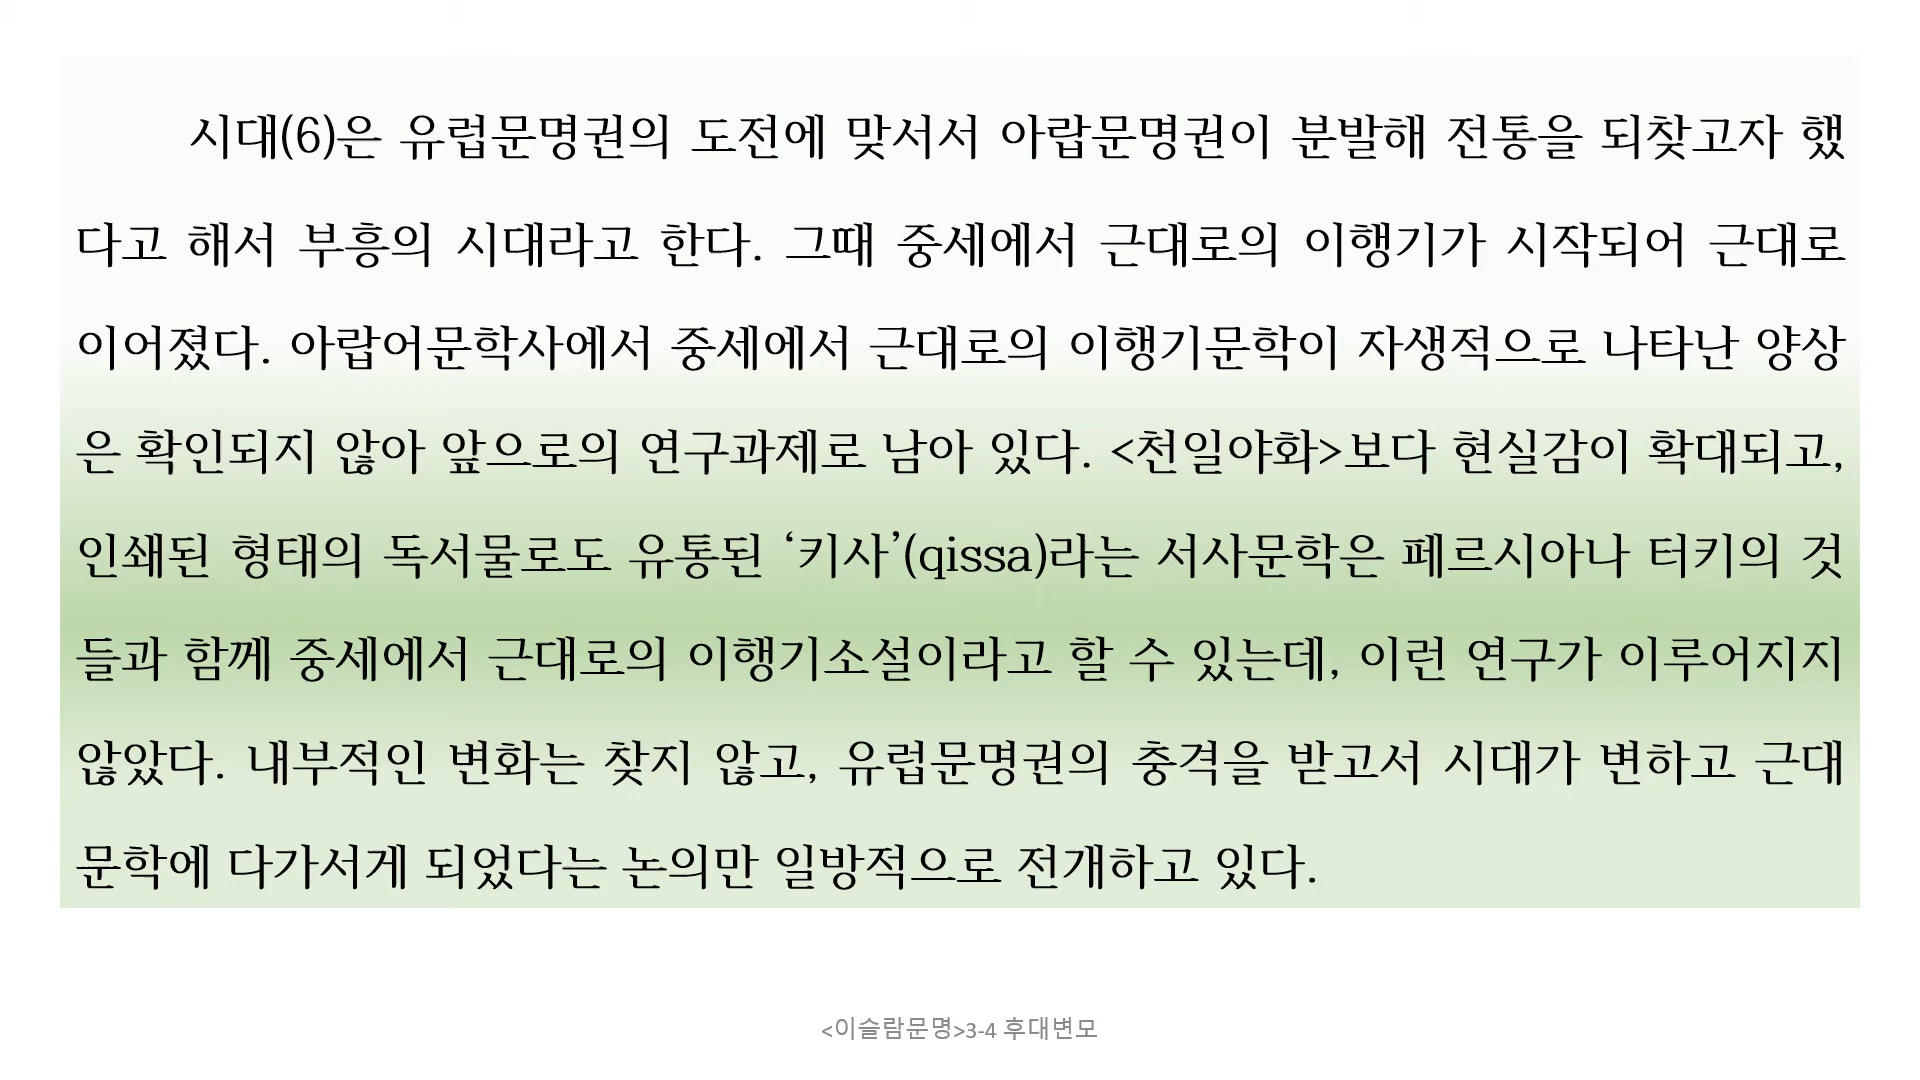 시대(6)은 유럽문명권의 도전에 맞서서 아랍문명권이 분발해 전통을 되찾고자 했
다고 해서 부흥의 시대라고 한다. 그때 중세에서 근대로의 이행기가 시작되어 근대로
이어졌다. 아랍어문학사에서 중세에서 근대로의 이행기문학이 자생적으로 나타난 양상
은 확인되지 않아 앞으로의 연구과제로 남아 있다. <천일야화>보다 현실감이 확대되고,
인쇄된 형태의 독서물로도 유통된 ‘키사’(qissa)라는 서사문학은 페르시아나 터키의 것
들과 함께 중세에서 근대로의 이행기소설이라고 할 수 있는데, 이런 연구가 이루어지지
않았다. 내부적인 변화는 찾지 않고, 유럽문명권의 충격을 받고서 시대가 변하고 근대
문학에 다가서게 되었다는 논의만 일방적으로 전개하고 있다.
<이슬람문명>3-4 후대변모